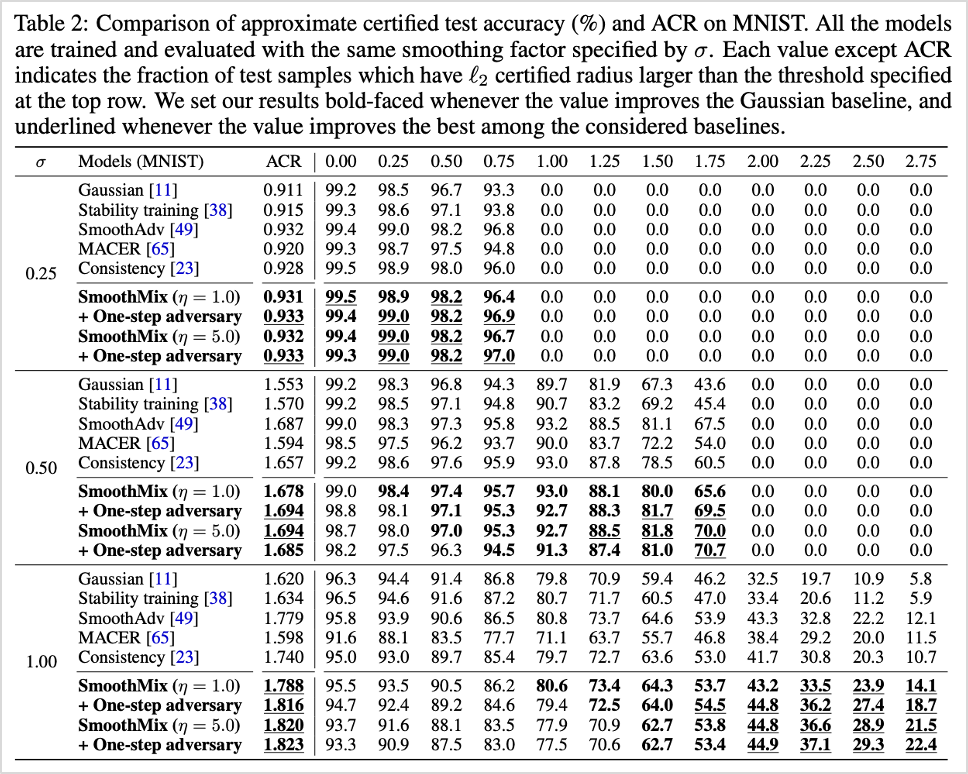 Table 2: Comparison of approximate certified test accuracy (%) and ACR on MNIST. All the models
are trained and evaluated with the same smoothing factor specified by σ. Each value except ACR
indicates the fraction of test samples which have ℓ2 certified radius larger than the threshold specified
at the top row. We set our results bold-faced whenever the value improves the Gaussian baseline, and
underlined whenever the value improves the best among the considered baselines.
σ Models (MNIST) ACR 0.00 0.25 0.50 0.75 1.00 1.25 1.50 1.75 2.00 2.25 2.50 2.75
Gaussian [11] 0.911 99.2 98.5 96.7 93.3 0.0 0.0 0.0 0.0 0.0 0.0 0.0 0.0
Stability training [38] 0.915 99.3 98.6 97.1 93.8 0.0 0.0 0.0 0.0 0.0 0.0 0.0 0.0
SmoothAdv [49] 0.932 99.4 99.0 98.2 96.8 0.0 0.0 0.0 0.0 0.0 0.0 0.0 0.0
MACER [65] 0.920 99.3 98.7 97.5 94.8 0.0 0.0 0.0 0.0 0.0 0.0 0.0 0.0
Consistency [23] 0.928 99.5 98.9 98.0 96.0 0.0 0.0 0.0 0.0 0.0 0.0 0.0 0.0
0.25
SmoothMix (η = 1.0) 0.931 99.5 98.9 98.2 96.4 0.0 0.0 0.0 0.0 0.0 0.0 0.0 0.0
+ One-step adversary 0.933 99.4 99.0 98.2 96.9 0.0 0.0 0.0 0.0 0.0 0.0 0.0 0.0
SmoothMix (η = 5.0) 0.932 99.4 99.0 98.2 96.7 0.0 0.0 0.0 0.0 0.0 0.0 0.0 0.0
+ One-step adversary 0.933 99.3 99.0 98.2 97.0 0.0 0.0 0.0 0.0 0.0 0.0 0.0 0.0
Gaussian [11] 1.553 99.2 98.3 96.8 94.3 89.7 81.9 67.3 43.6 0.0 0.0 0.0 0.0
Stability training [38] 1.570 99.2 98.5 97.1 94.8 90.7 83.2 69.2 45.4 0.0 0.0 0.0 0.0
SmoothAdv [49] 1.687 99.0 98.3 97.3 95.8 93.2 88.5 81.1 67.5 0.0 0.0 0.0 0.0
MACER [65] 1.594 98.5 97.5 96.2 93.7 90.0 83.7 72.2 54.0 0.0 0.0 0.0 0.0
Consistency [23] 1.657 99.2 98.6 97.6 95.9 93.0 87.8 78.5 60.5 0.0 0.0 0.0 0.0
0.50
SmoothMix (η = 1.0) 1.678 99.0 98.4 97.4 95.7 93.0 88.1 80.0 65.6 0.0 0.0 0.0 0.0
+ One-step adversary 1.694 98.8 98.1 97.1 95.3 92.7 88.3 81.7 69.5 0.0 0.0 0.0 0.0
SmoothMix (η = 5.0) 1.694 98.7 98.0 97.0 95.3 92.7 88.5 81.8 70.0 0.0 0.0 0.0 0.0
+ One-step adversary 1.685 98.2 97.5 96.3 94.5 91.3 87.4 81.0 70.7 0.0 0.0 0.0 0.0
Gaussian [11] 1.620 96.3 94.4 91.4 86.8 79.8 70.9 59.4 46.2 32.5 19.7 10.9 5.8
Stability training [38] 1.634 96.5 94.6 91.6 87.2 80.7 71.7 60.5 47.0 33.4 20.6 11.2 5.9
SmoothAdv [49] 1.779 95.8 93.9 90.6 86.5 80.8 73.7 64.6 53.9 43.3 32.8 22.2 12.1
MACER [65] 1.598 91.6 88.1 83.5 77.7 71.1 63.7 55.7 46.8 38.4 29.2 20.0 11.5
Consistency [23] 1.740 95.0 93.0 89.7 85.4 79.7 72.7 63.6 53.0 41.7 30.8 20.3 10.7
1.00
SmoothMix (η = 1.0) 1.788 95.5 93.5 90.5 86.2 80.6 73.4 64.3 53.7 43.2 33.5 23.9 14.1
+ One-step adversary 1.816 94.7 92.4 89.2 84.6 79.4 72.5 64.0 54.5 44.8 36.2 27.4 18.7
SmoothMix (η = 5.0) 1.820 93.7 91.6 88.1 83.5 77.9 70.9 62.7 53.8 44.8 36.6 28.9 21.5
+ One-step adversary 1.823 93.3 90.9 87.5 83.0 77.5 70.6 62.7 53.4 44.9 37.1 29.3 22.4